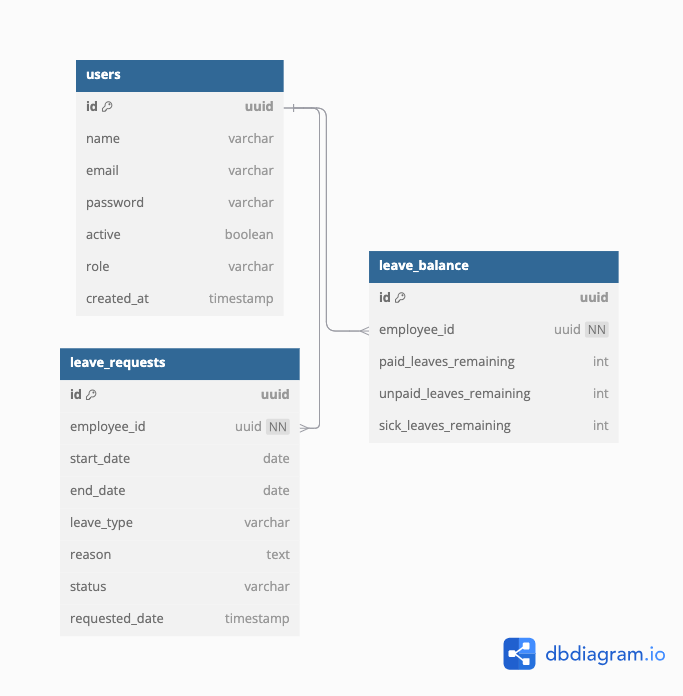 users
id uuid
name varchar
email varchar
password varchar
active boolean
role varchar
created_at timestamp
leave_balance
id uuid
employee_id uuid NN
paid_leaves_remaining int
unpaid_leaves_remaining int
sick_leaves_remaining int
leave_requests
id uuid
employee_id uuid NN
start_date date
end_date date
leave_type varchar
reason text
status varchar
requested_date timestamp
dbdiagram.io